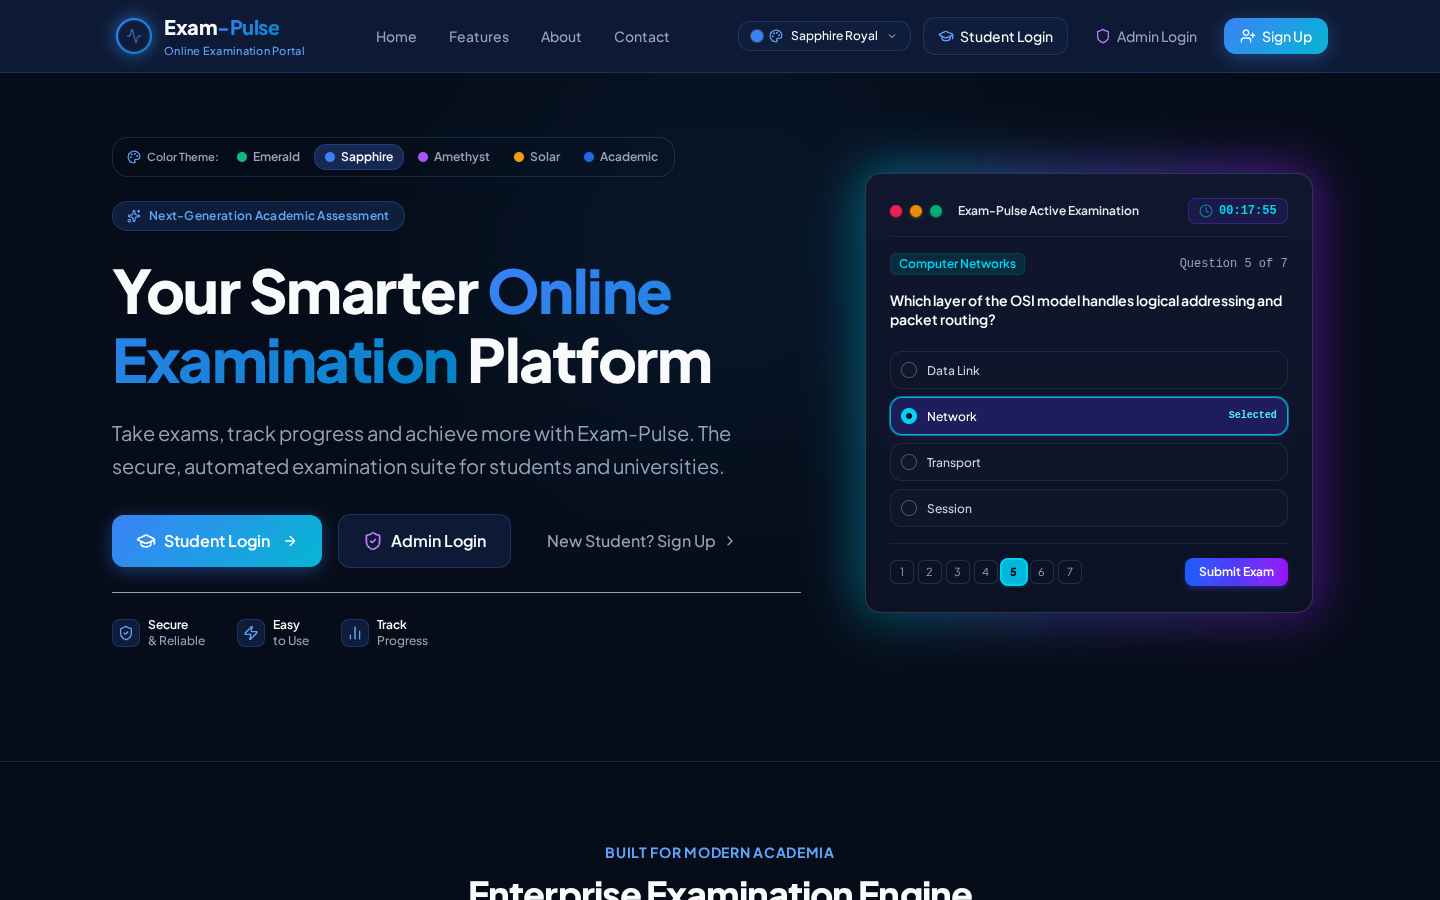 Exam-Pulse
Online Examination Portal
Home
Features
About
Contact
Sapphire Royal
Student Login
Admin Login
Sign Up
Color Theme:
Emerald
Sapphire
Amethyst
Solar
Academic
Next-Generation Academic Assessment
Your Smarter Online
Examination Platform
Take exams, track progress and achieve more with Exam-Pulse. The
secure, automated examination suite for students and universities.
Student Login
Admin Login
New Student? Sign Up
Secure
& Reliable
Easy
to Use
Track
Progress
Exam-Pulse Active Examination
00:17:55
Computer Networks
Question 5 of 7
Which layer of the OSI model handles logical addressing and
packet routing?
Data Link
Network
Selected
Transport
Session
1 2 3 4 5 6 7
Submit Exam
BUILT FOR MODERN ACADEMIA
Enterprise Examination Engine